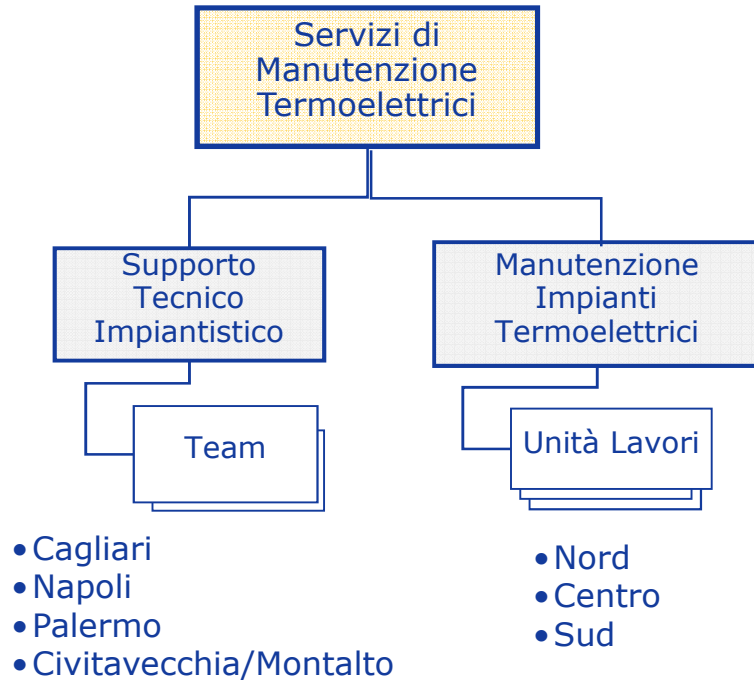 Servizi di
Manutenzione
Termoelettrici
Supporto
Tecnico
Impiantistico
Manutenzione
Impianti
Termoelettrici
Team
Unità Lavori
•Cagliari
•Napoli
•Palermo
•Civitavecchia/Montalto
•Nord
•Centro
•Sud